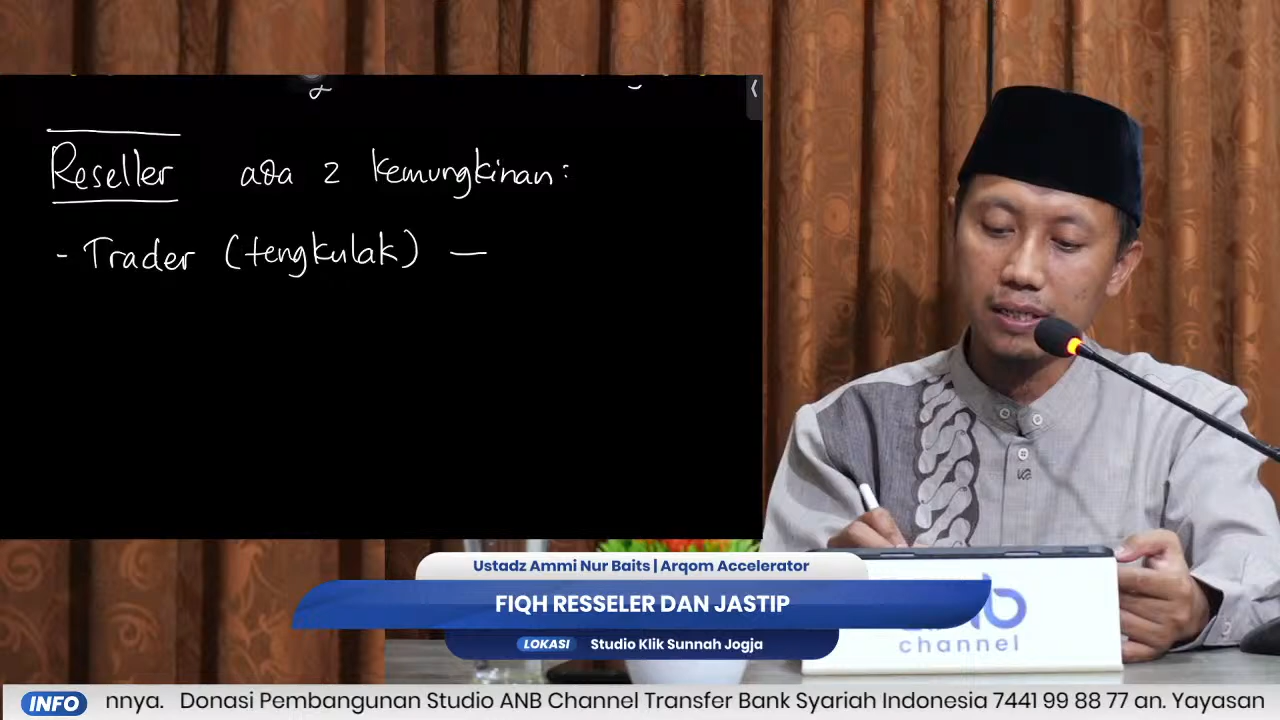 Reseller ada 2 kemungkinan:
- Trader (tengkulak) —
Ustadz Ammi Nur Baits | Arqom Accelerator
FIQH RESSELER DAN JASTIP
LOKASI Studio Klik Sunnah Jogja
channel
INFO nnya. Donasi Pembangunan Studio ANB Channel Transfer Bank Syariah Indonesia 7441 99 88 77 an. Yayasan